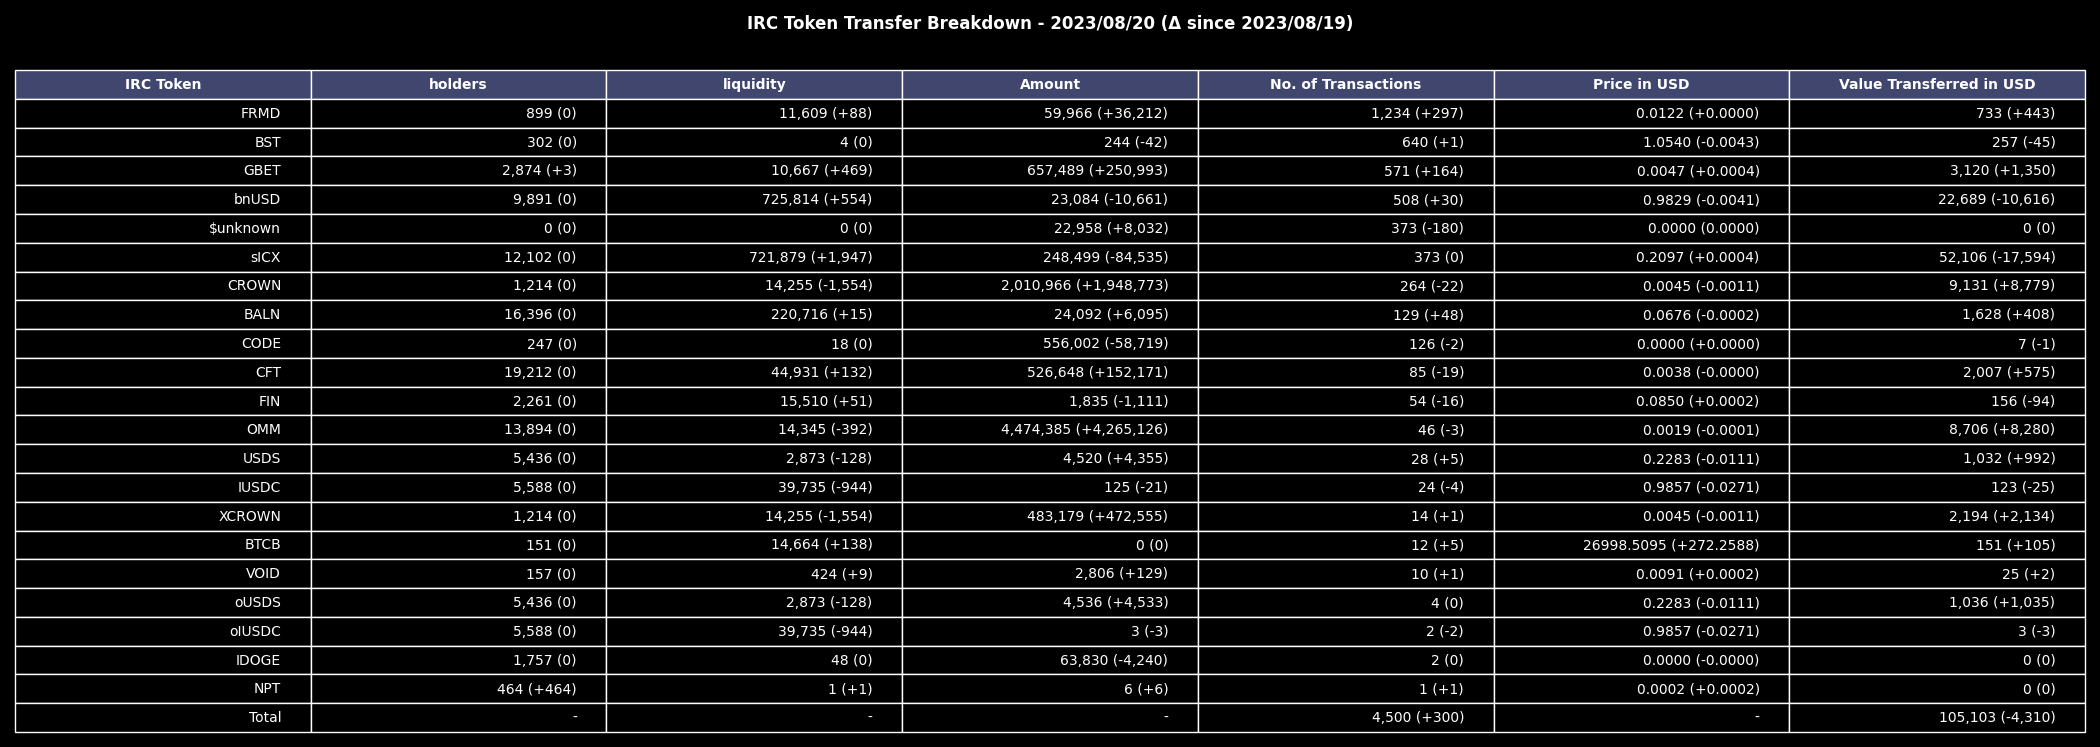 IRC Token Transfer Breakdown - 2023/08/20 (Δ since 2023/08/19)
IRC Token holders liquidity Amount No. of Transactions Price in USD Value Transferred in USD
FRMD 899 (0) 11,609 (+88) 59,966 (+36,212) 1,234 (+297) 0.0122 (+0.0000) 733 (+443)
BST 302 (0) 4 (0) 244 (-42) 640 (+1) 1.0540 (-0.0043) 257 (-45)
GBET 2,874 (+3) 10,667 (+469) 657,489 (+250,993) 571 (+164) 0.0047 (+0.0004) 3,120 (+1,350)
bnUSD 9,891 (0) 725,814 (+554) 23,084 (-10,661) 508 (+30) 0.9829 (-0.0041) 22,689 (-10,616)
$unknown 0 (0) 0 (0) 22,958 (+8,032) 373 (-180) 0.0000 (0.0000) 0 (0)
sICX 12,102 (0) 721,879 (+1,947) 248,499 (-84,535) 373 (0) 0.2097 (+0.0004) 52,106 (-17,594)
CROWN 1,214 (0) 14,255 (-1,554) 2,010,966 (+1,948,773) 264 (-22) 0.0045 (-0.0011) 9,131 (+8,779)
BALN 16,396 (0) 220,716 (+15) 24,092 (+6,095) 129 (+48) 0.0676 (-0.0002) 1,628 (+408)
CODE 247 (0) 18 (0) 556,002 (-58,719) 126 (-2) 0.0000 (+0.0000) 7 (-1)
CFT 19,212 (0) 44,931 (+132) 526,648 (+152,171) 85 (-19) 0.0038 (-0.0000) 2,007 (+575)
FIN 2,261 (0) 15,510 (+51) 1,835 (-1,111) 54 (-16) 0.0850 (+0.0002) 156 (-94)
OMM 13,894 (0) 14,345 (-392) 4,474,385 (+4,265,126) 46 (-3) 0.0019 (-0.0001) 8,706 (+8,280)
USDS 5,436 (0) 2,873 (-128) 4,520 (+4,355) 28 (+5) 0.2283 (-0.0111) 1,032 (+992)
IUSDC 5,588 (0) 39,735 (-944) 125 (-21) 24 (-4) 0.9857 (-0.0271) 123 (-25)
XCROWN 1,214 (0) 14,255 (-1,554) 483,179 (+472,555) 14 (+1) 0.0045 (-0.0011) 2,194 (+2,134)
BTCB 151 (0) 14,664 (+138) 0 (0) 12 (+5) 26998.5095 (+272.2588) 151 (+105)
VOID 157 (0) 424 (+9) 2,806 (+129) 10 (+1) 0.0091 (+0.0002) 25 (+2)
oUSDS 5,436 (0) 2,873 (-128) 4,536 (+4,533) 4 (0) 0.2283 (-0.0111) 1,036 (+1,035)
oIUSDC 5,588 (0) 39,735 (-944) 3 (-3) 2 (-2) 0.9857 (-0.0271) 3 (-3)
IDOGE 1,757 (0) 48 (0) 63,830 (-4,240) 2 (0) 0.0000 (-0.0000) 0 (0)
NPT 464 (+464) 1 (+1) 6 (+6) 1 (+1) 0.0002 (+0.0002) 0 (0)
Total - - - 4,500 (+300) - 105,103 (-4,310)